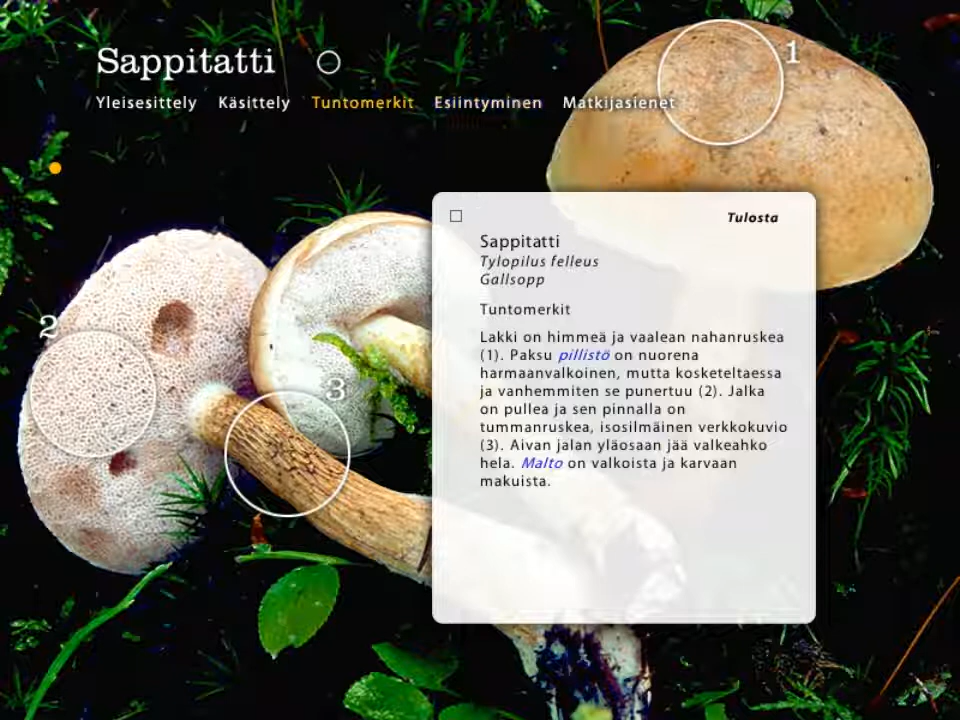 Sappitatti
Yleisesittely Käsittely Tuntomerkit Esiintyminen Matkijasienet
1
2
3
Tulosta
Sappitatti
Tylopilus felleus
Gallsopp
Tuntomerkit
Lakki on himmeä ja vaalean nahanruskea
(1). Paksu pillistö on nuorena
harmaanvalkoinen, mutta kosketeltaessa
ja vanhemmiten se punertuu (2). Jalka
on pullea ja sen pinnalla on
tummanruskea, isosilmäinen verkkokuvio
(3). Aivan jalan yläosaan jää valkeahko
hela. Malto on valkoista ja karvaan
makuista.